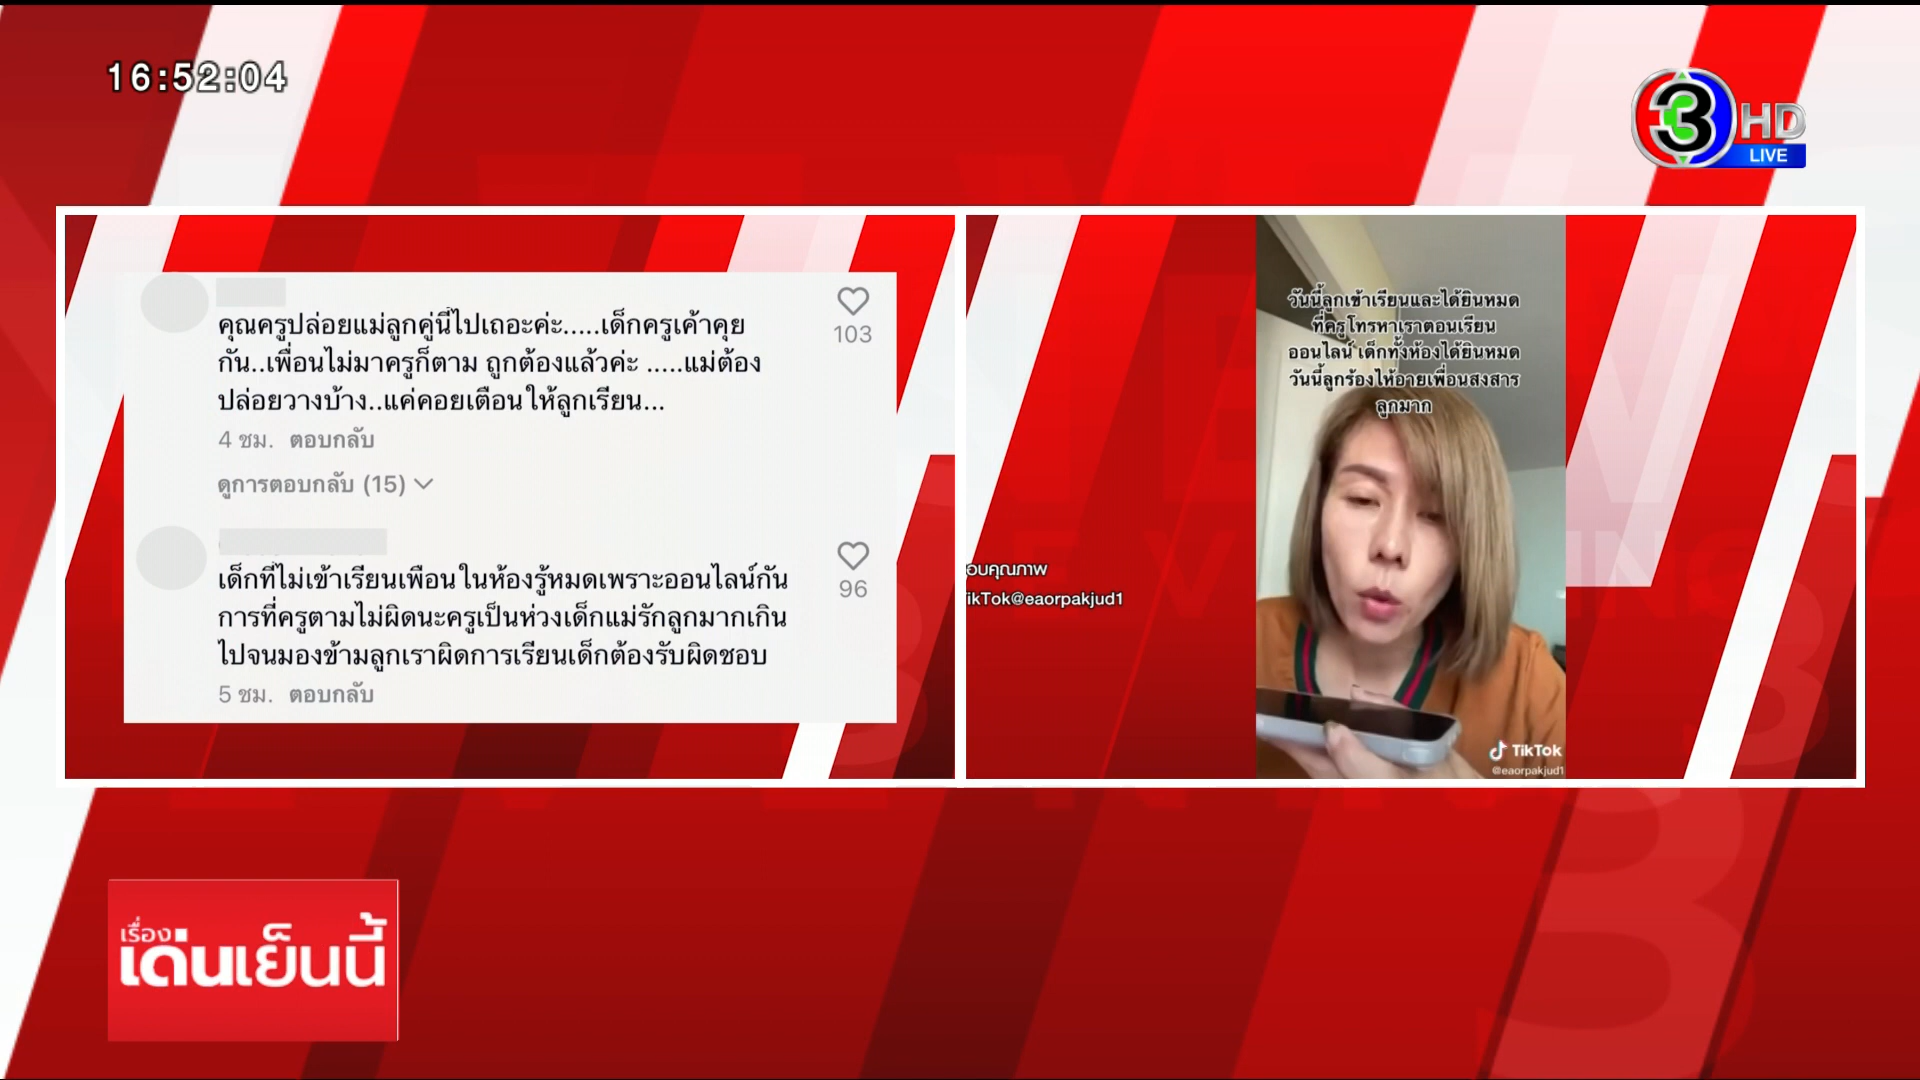 16:52:04
3 HD
LIVE
คุณครูปล่อยแม่ลูกคู่นี้ไปเถอะค่ะ.....เด็กครูเค้าคุย
กัน..เพื่อนไม่มาครูก็ตาม ถูกต้องแล้วค่ะ .....แม่ต้อง
ปล่อยวางบ้าง..แค่คอยเตือนให้ลูกเรียน...
103
4 ชม. ตอบกลับ
ดูการตอบกลับ (15)
เด็กที่ไม่เข้าเรียนเพือนในห้องรู้หมดเพราะออนไลน์กัน
การที่ครูตามไม่ผิดนะครูเป็นห่วงเด็กแม่รักลูกมากเกิน
ไปจนมองข้ามลูกเราผิดการเรียนเด็กต้องรับผิดชอบ
96
5 ชม. ตอบกลับ
วันนี้ลูกเข้าเรียนและได้ยินหมด
ที่ครูโทรหาเราตอนเรียน
ออนไลน์ เด็กทั้งห้องได้ยินหมด
วันนี้ลูกร้องไห้อายเพื่อนสงสาร
ลูกมาก
อบคุณภาพ
ikTok@eaorpakjud1
TikTok
@eaorpakjud1
เรื่อง
เด่นเย็นนี้